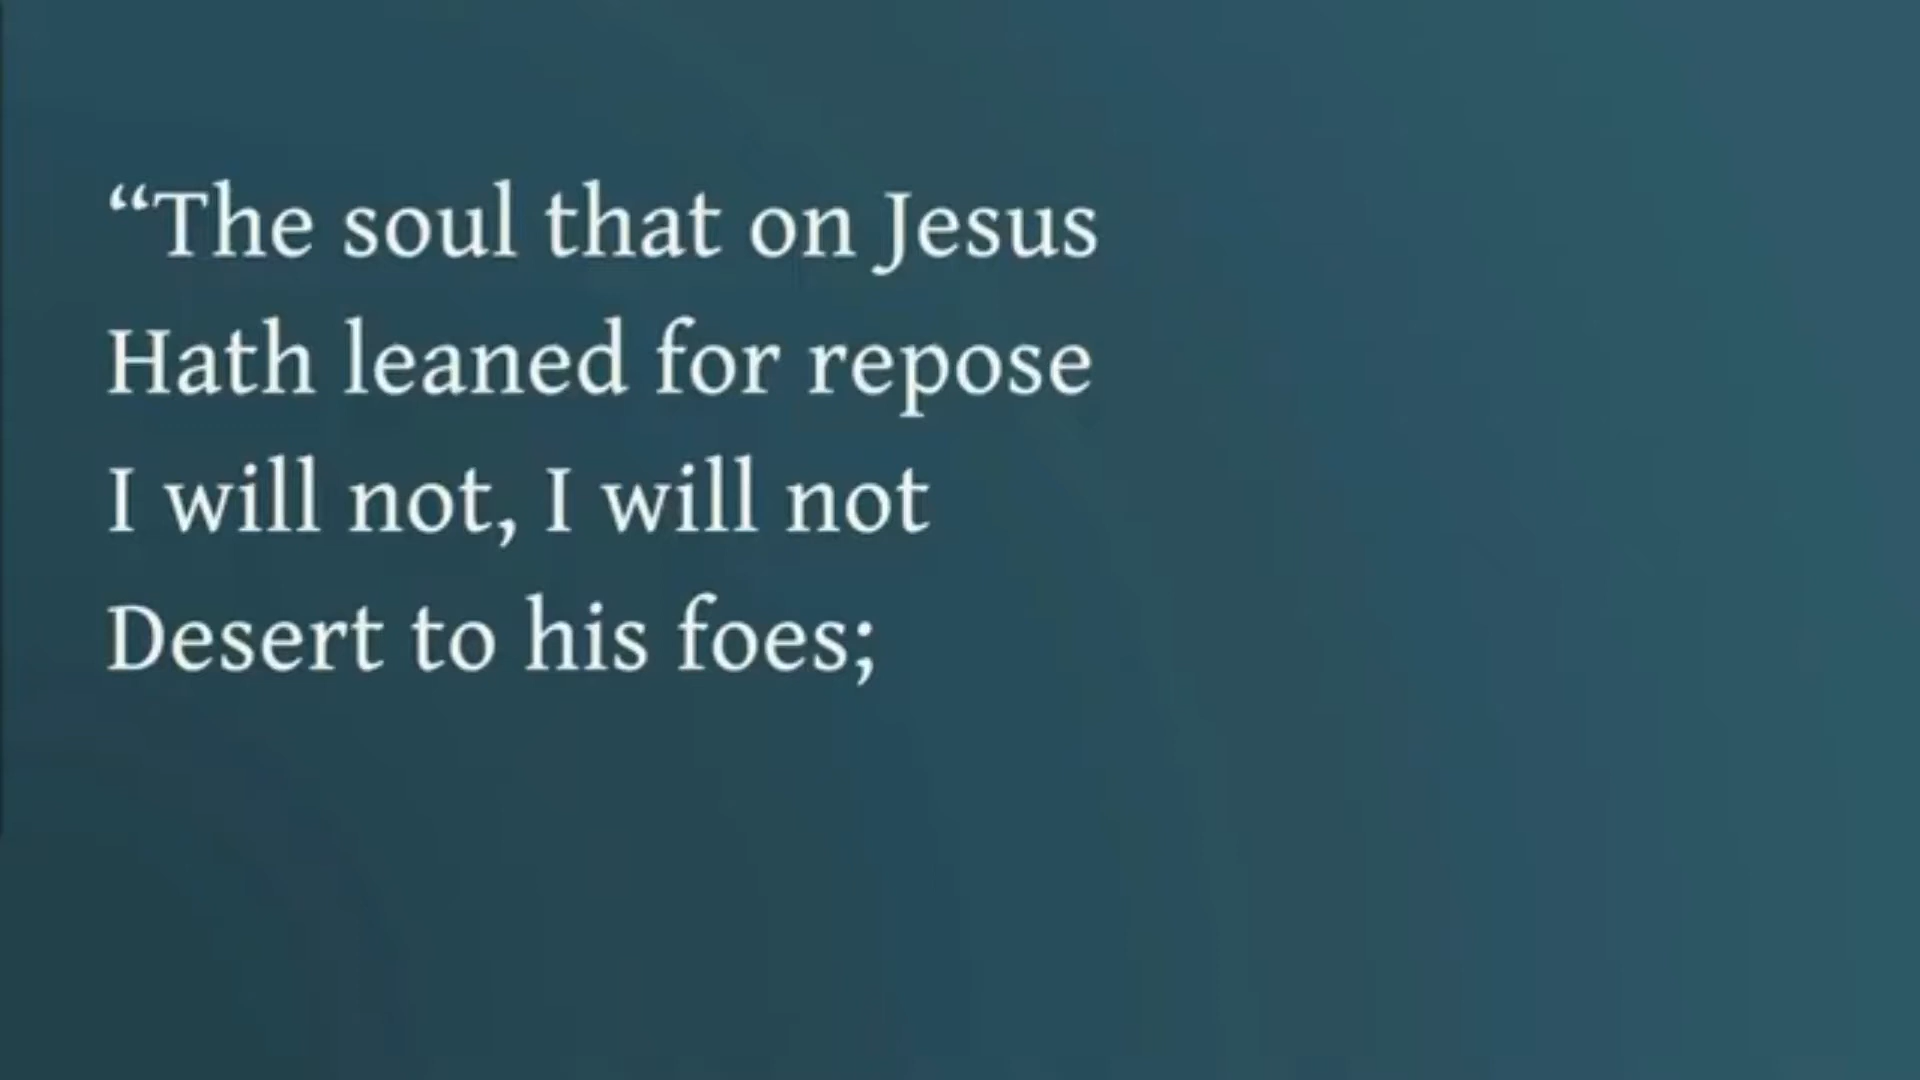 “The soul that on Jesus
Hath leaned for repose
I will not, I will not
Desert to his foes;